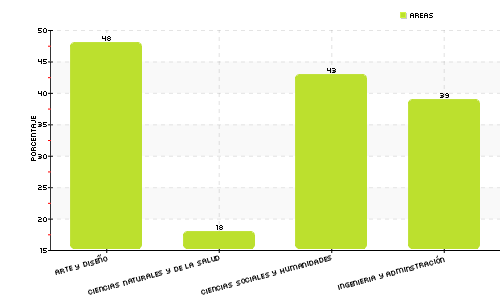 AREAS
50
45
40
35
30
25
20
15
PORCENTAJE
48
18
43
39
ARTE Y DISEÑO
CIENCIAS NATURALES Y DE LA SALUD
CIENCIAS SOCIALES Y HUMANIDADES
INGENIERIA Y ADMINSTRACIÓN